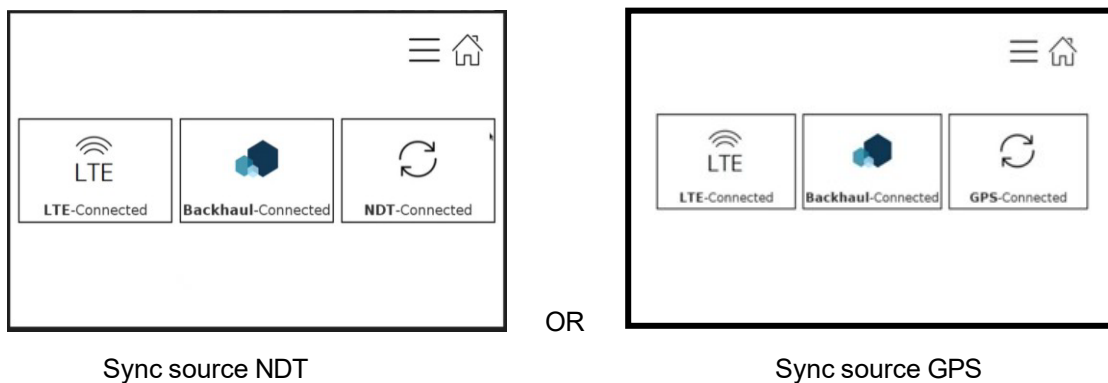 LTE
LTE-Connected
Backhaul-Connected
NDT-Connected
OR
LTE
LTE-Connected
Backhaul-Connected
GPS-Connected
Sync source NDT
Sync source GPS